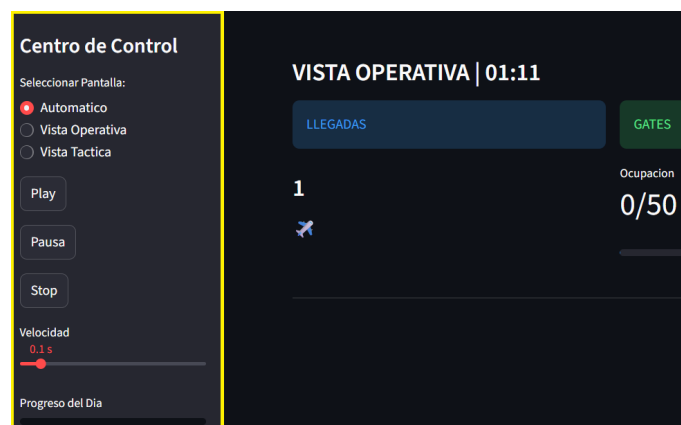 Centro de Control
Seleccionar Pantalla:
Automatico
Vista Operativa
Vista Tactica
Play
Pausa
Stop
Velocidad
0.1 s
Progreso del Dia
VISTA OPERATIVA | 01:11
LLEGADAS
1
GATES
Ocupacion
0/50